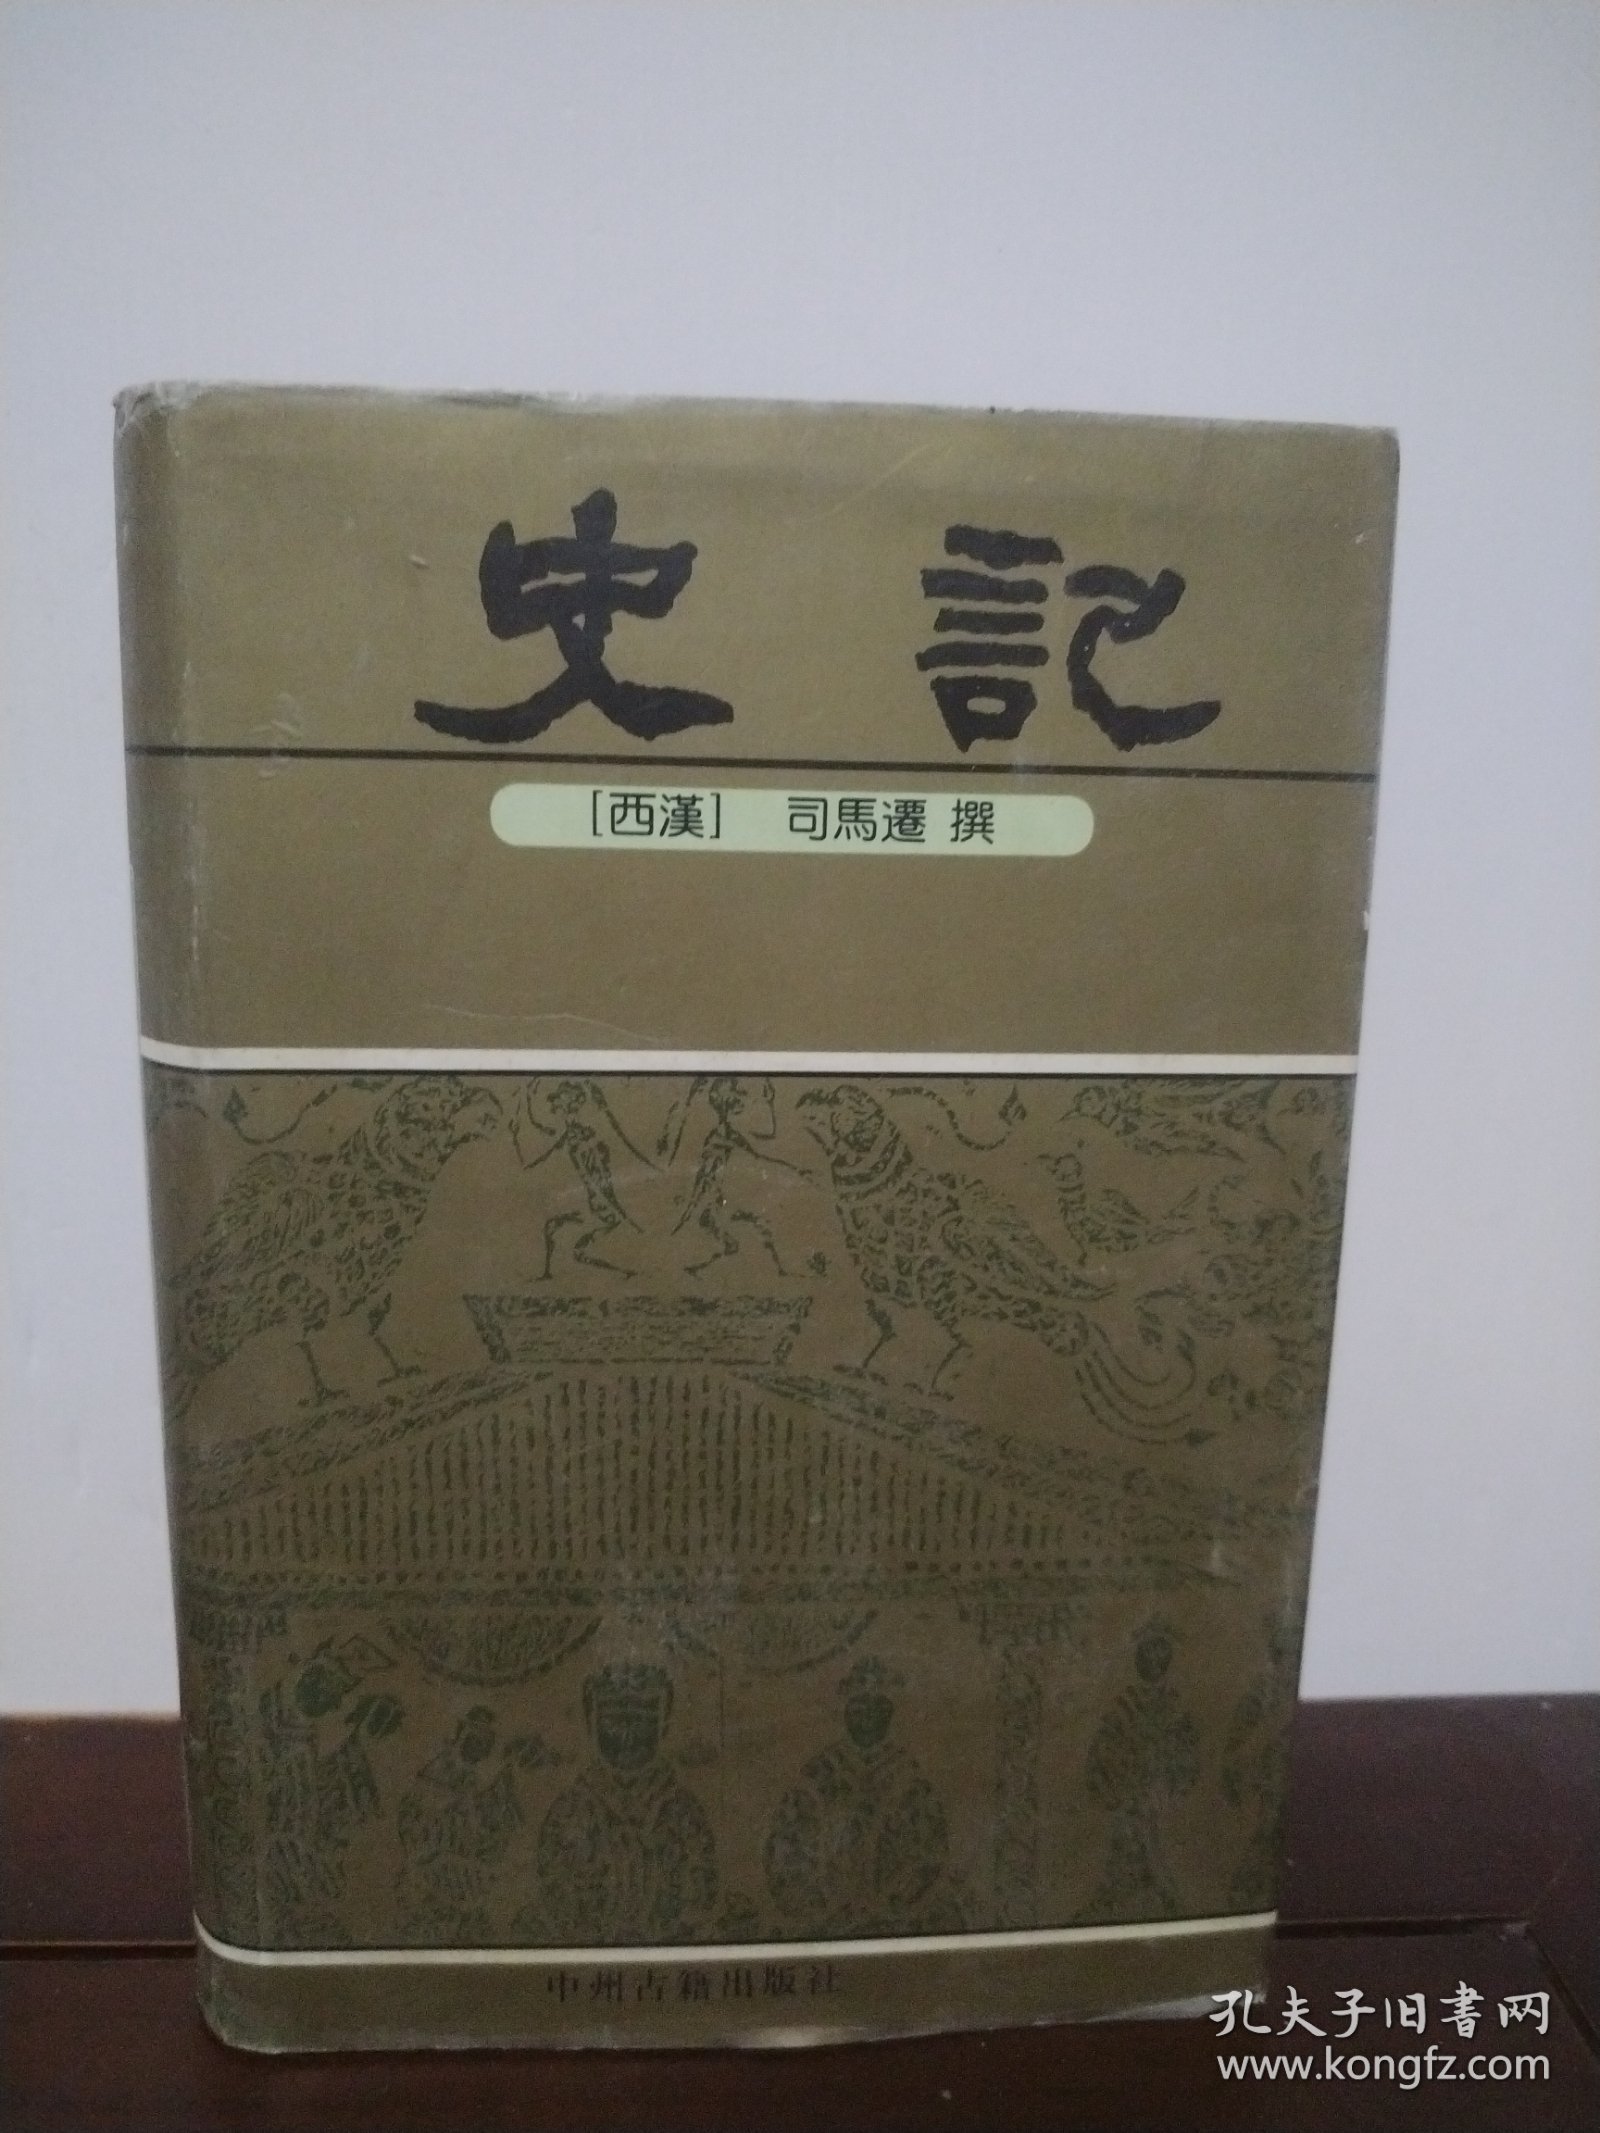 史記
[西漢] 司馬遷 撰
中州古籍出版社
孔夫子旧書网
www.kongfz.com